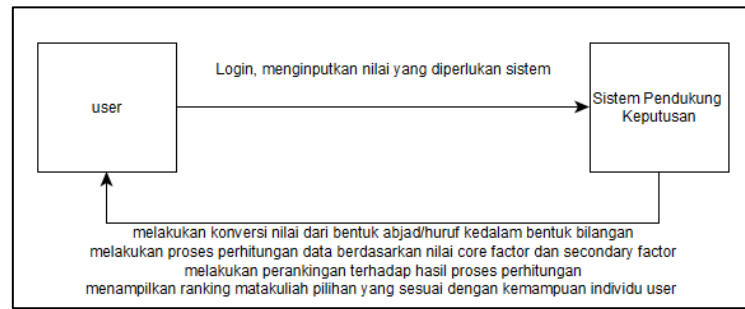 Login, menginputkan nilai yang diperlukan sistem
user
Sistem Pendukung
Keputusan
melakukan konversi nilai dari bentuk abjad/huruf kedalam bentuk bilangan
melakukan proses perhitungan data berdasarkan nilai core factor dan secondary factor
melakukan perankingan terhadap hasil proses perhitungan
menampilkan ranking matakuliah pilihan yang sesuai dengan kemampuan individu user